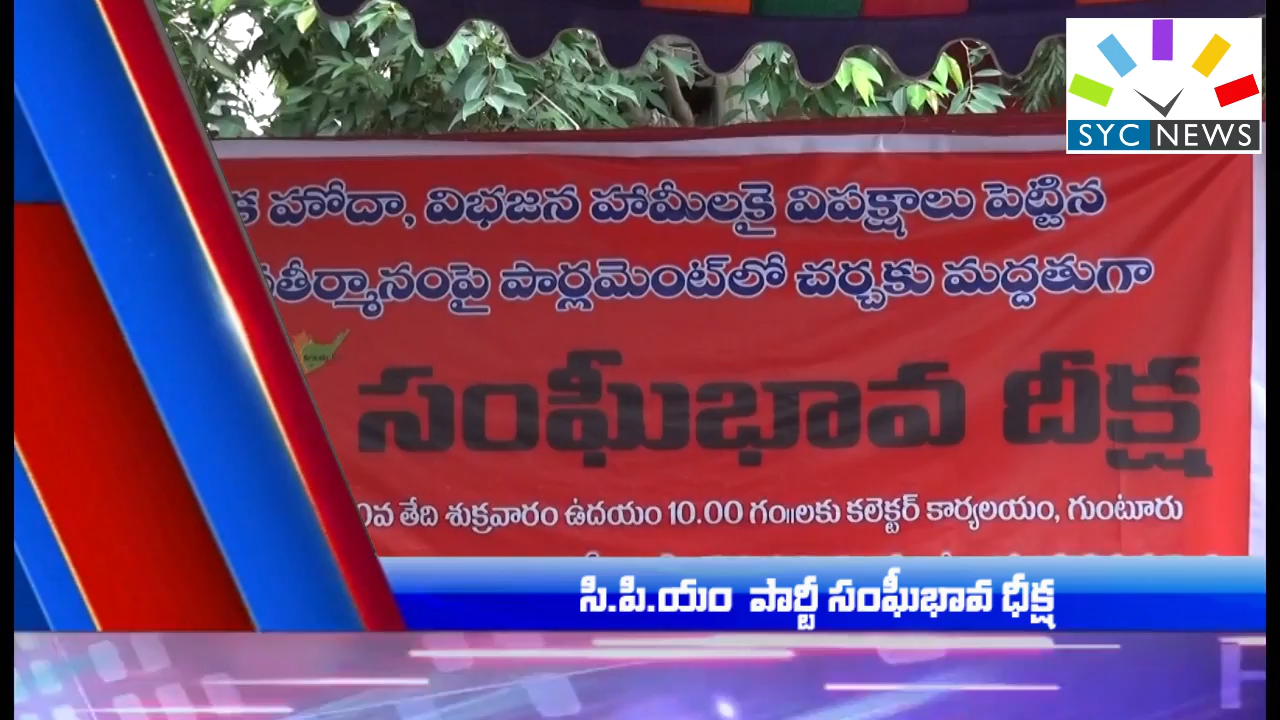 SYC NEWS
హోదా, విభజన హామీలకై విపక్షాలు పెట్టిన
పార్లమెంట్‌లో చర్చకు మద్దతుగా
సంఘీభావ దీక్ష
తేది శుక్రవారం ఉదయం 10.00 గం॥లకు కలెక్టర్ కార్యలయం, గుంటూరు
సి.పి.యం పార్టీ సంఘీభావ ధీక్ష